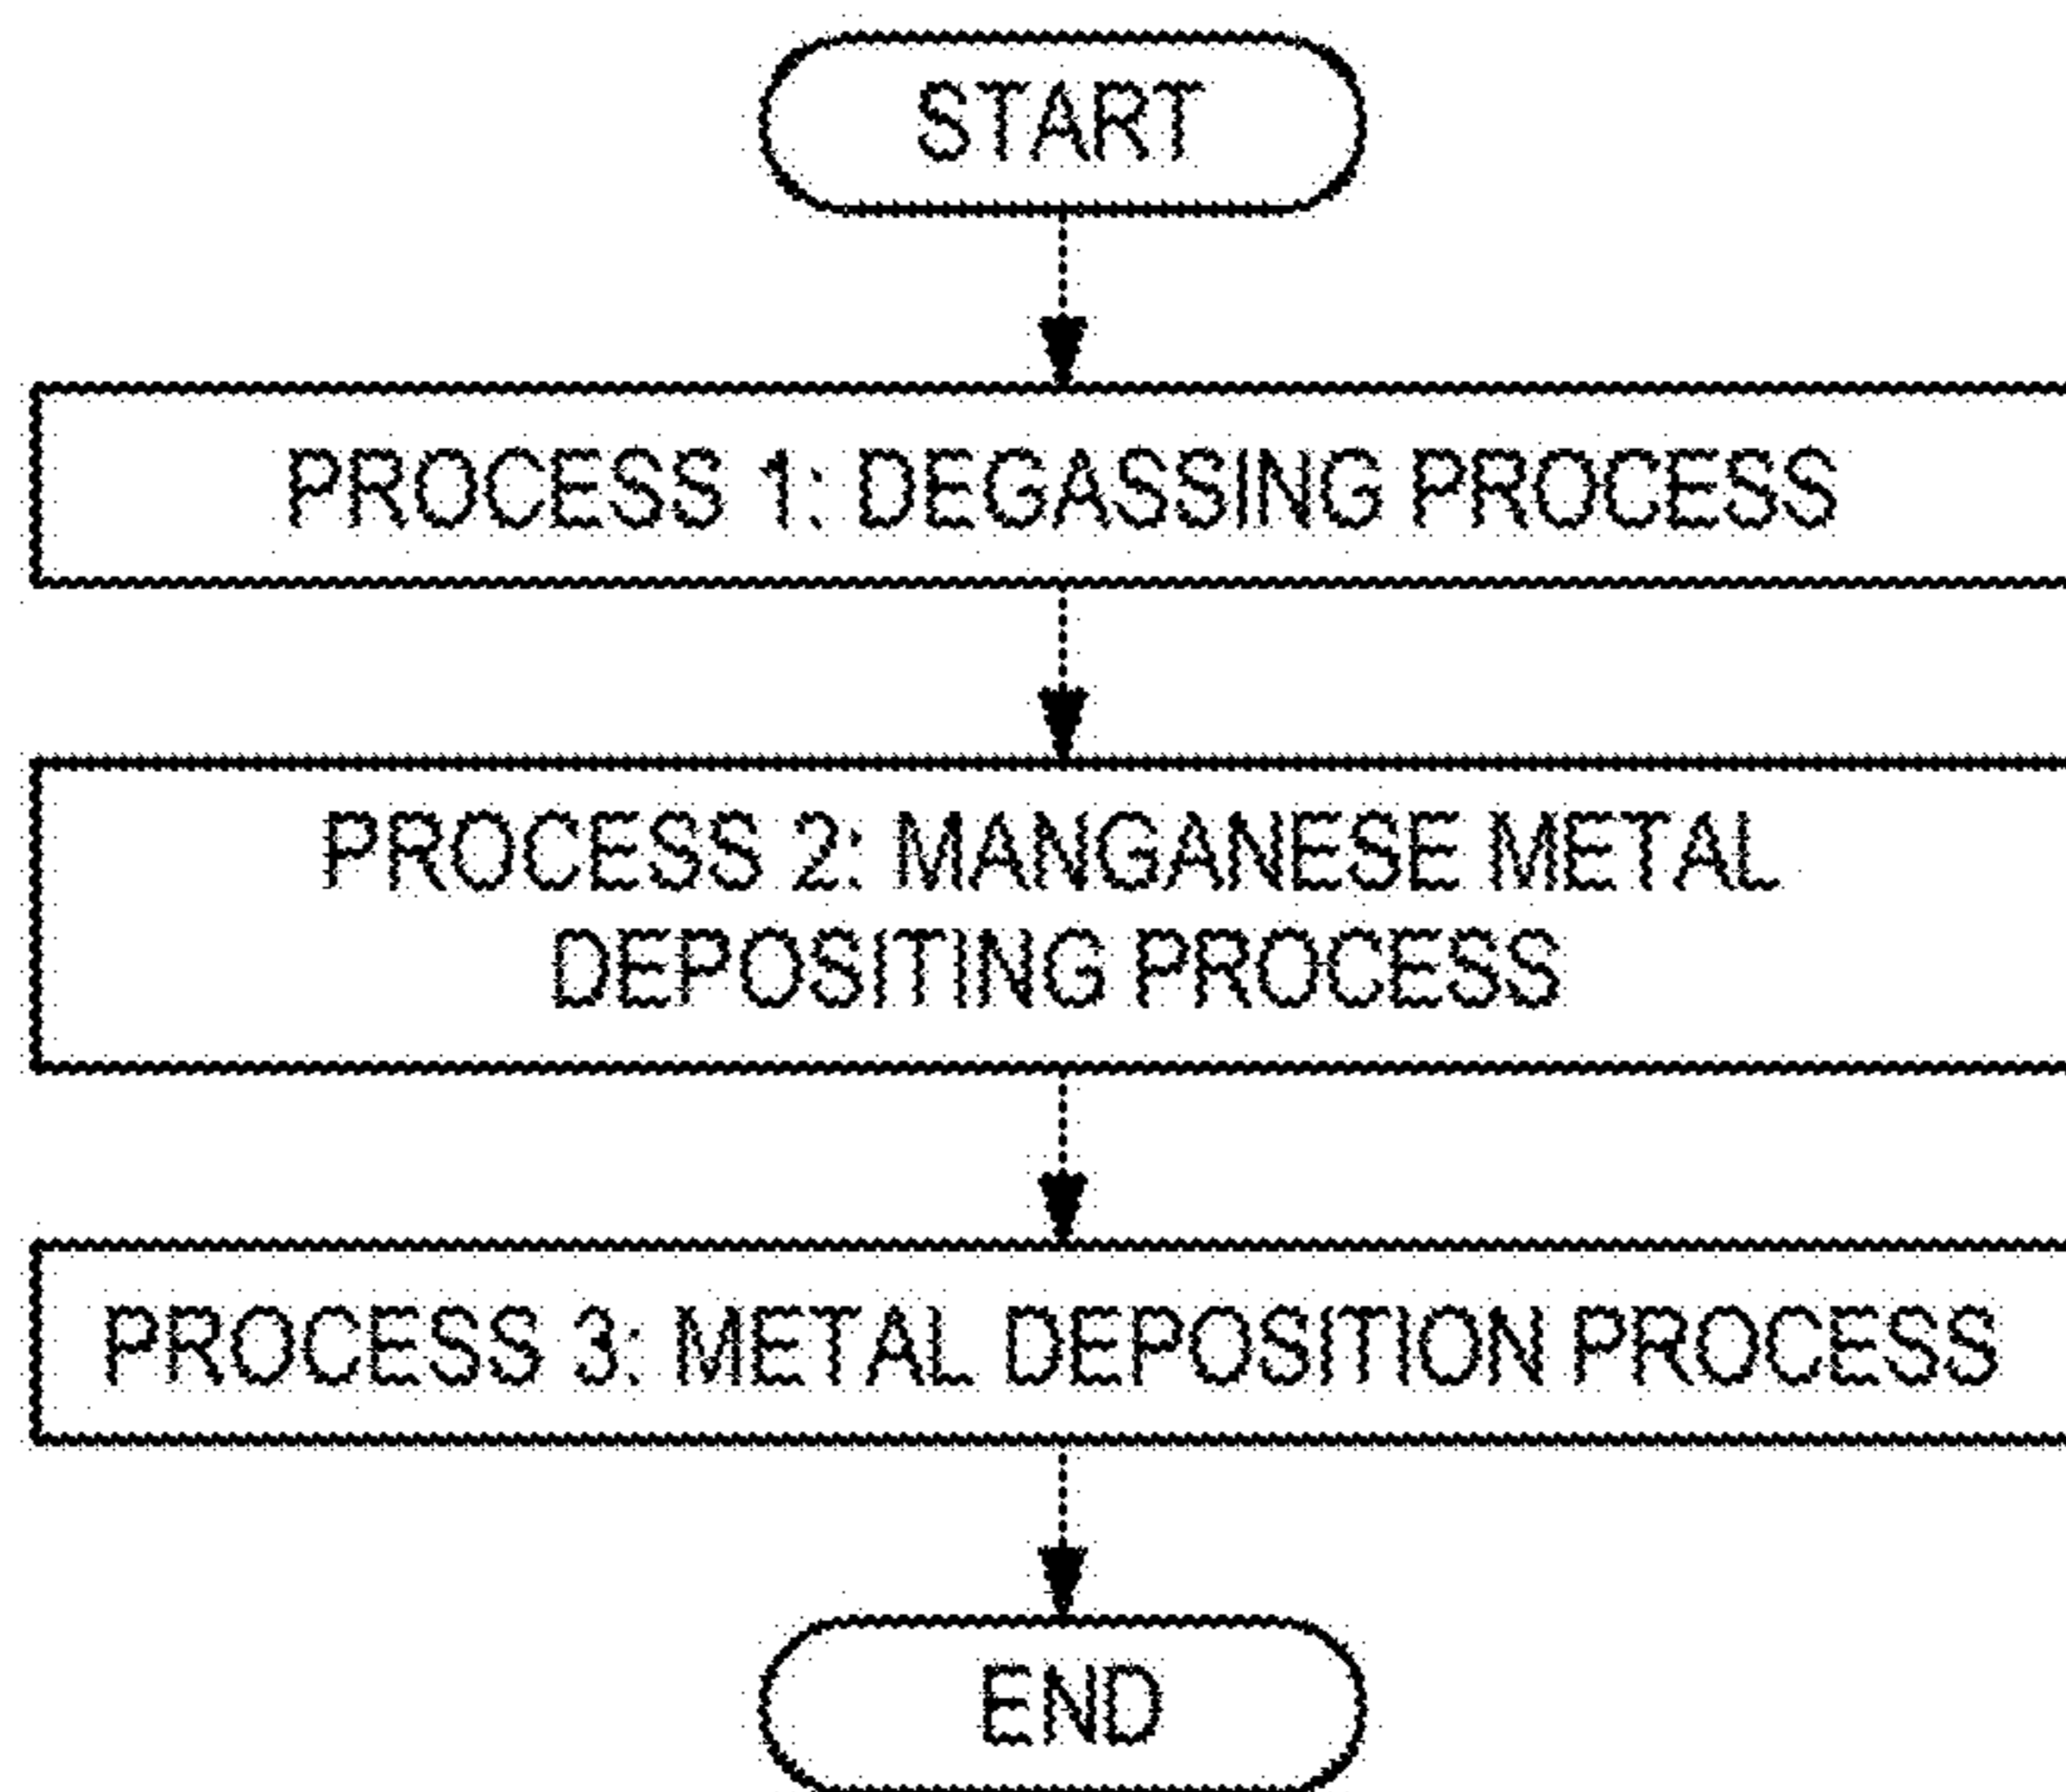 START
PROCESS 1: DEGASSING PROCESS
PROCESS 2: MANGANESE METAL
DEPOSITING PROCESS
PROCESS 3: METAL DEPOSITION PROCESS
END